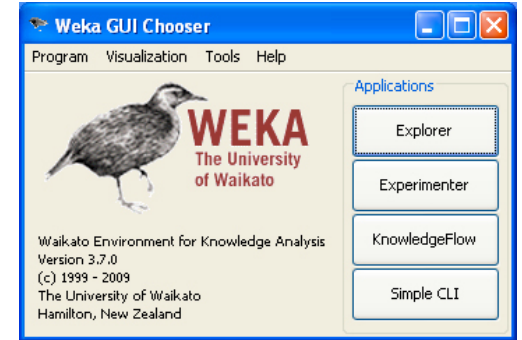 Weka GUI Chooser
Program Visualization Tools Help
WEKA
The University
of Waikato
Waikato Environment for Knowledge Analysis
Version 3.7.0
(c) 1999 - 2009
The University of Waikato
Hamilton, New Zealand
Applications
Explorer
Experimenter
KnowledgeFlow
Simple CLI